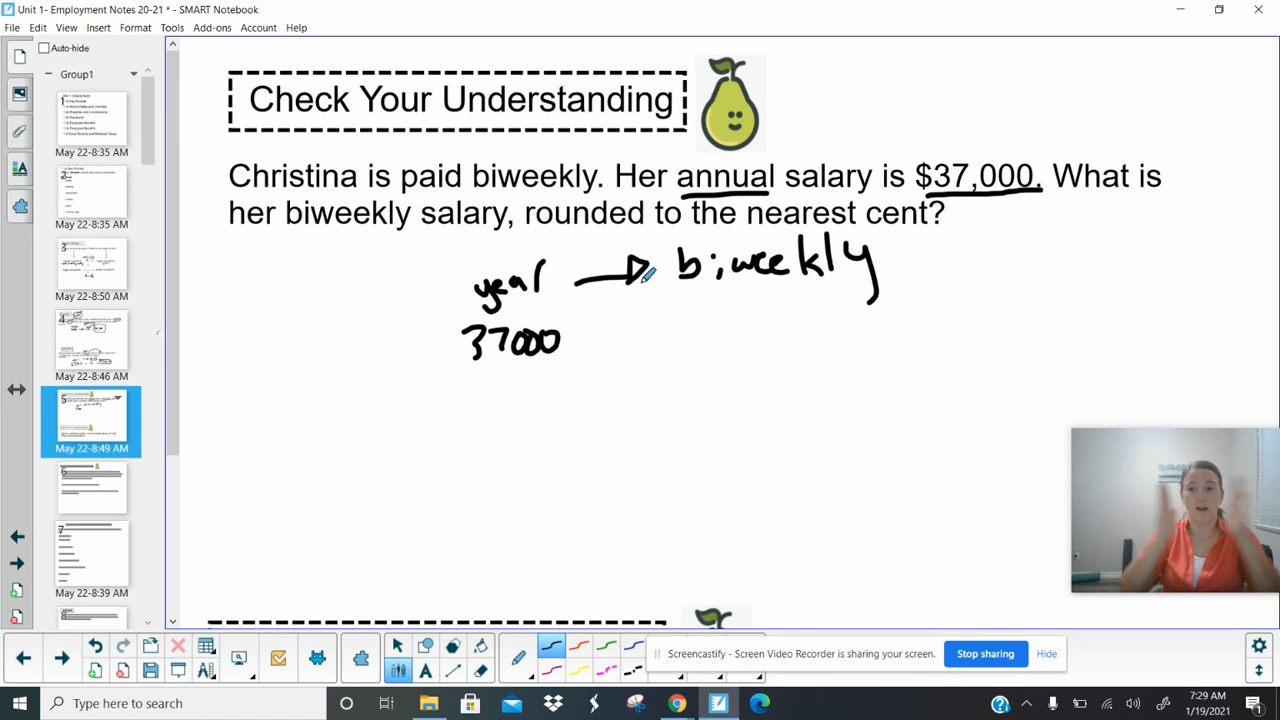 Unit 1- Employment Notes 20-21 * - SMART Notebook
File Edit View Insert Format Tools Add-ons Account Help
Auto-hide
Group1
May 22-8:35 AM
May 22-8:35 AM
May 22-8:50 AM
May 22-8:46 AM
May 22-8:49 AM
May 22-8:39 AM
Check Your Understanding
Christina is paid biweekly. Her annual salary is $37,000. What is
her biweekly salary, rounded to the nearest cent?
year biweekly
37000
Screencastify - Screen Video Recorder is sharing your screen. Stop sharing Hide
Type here to search
7:29 AM
1/19/2021